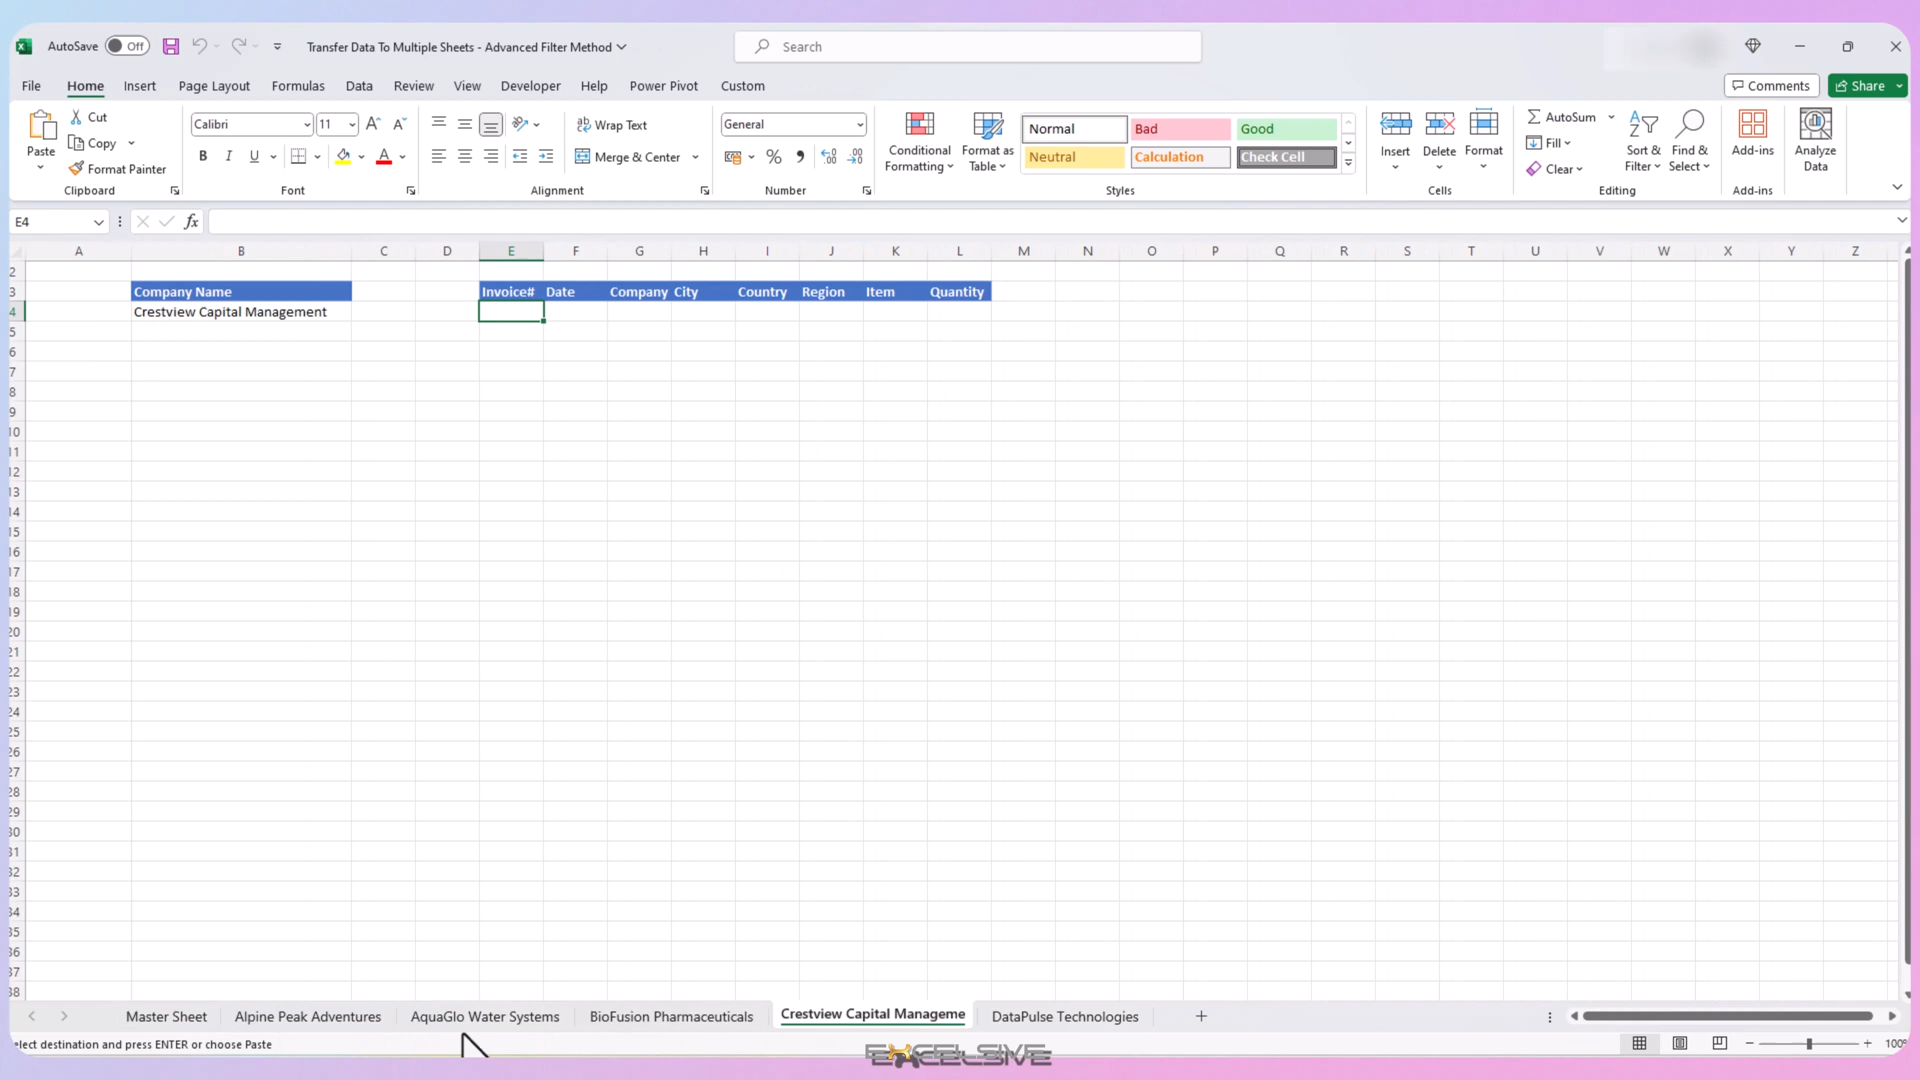 AutoSave Off Transfer Data To Multiple Sheets - Advanced Filter Method Search
File Home Insert Page Layout Formulas Data Review View Developer Help Power Pivot Custom Comments Share
Paste Cut Copy Format Painter Clipboard
Calibri 11 B I U A Font
Wrap Text Merge & Center Alignment
General % Number
Conditional Formatting Format as Table
Normal Bad Good
Neutral Calculation Check Cell
Styles
Insert Delete Format Cells
AutoSum Fill Clear Sort & Filter Find & Select Editing
Add-ins Add-ins
Analyze Data
E4 fx
A B C D E F G H I J K L M N O P Q R S T U V W X Y Z
2
3 Company Name Invoice# Date Company City Country Region Item Quantity
4 Crestview Capital Management
5
6
7
8
9
10
11
12
13
14
15
16
17
18
19
20
21
22
23
24
25
26
27
28
29
30
31
32
33
34
35
36
37
38
Master Sheet Alpine Peak Adventures AquaGlo Water Systems BioFusion Pharmaceuticals Crestview Capital Manageme DataPulse Technologies
elect destination and press ENTER or choose Paste EXCELSIVE 100%